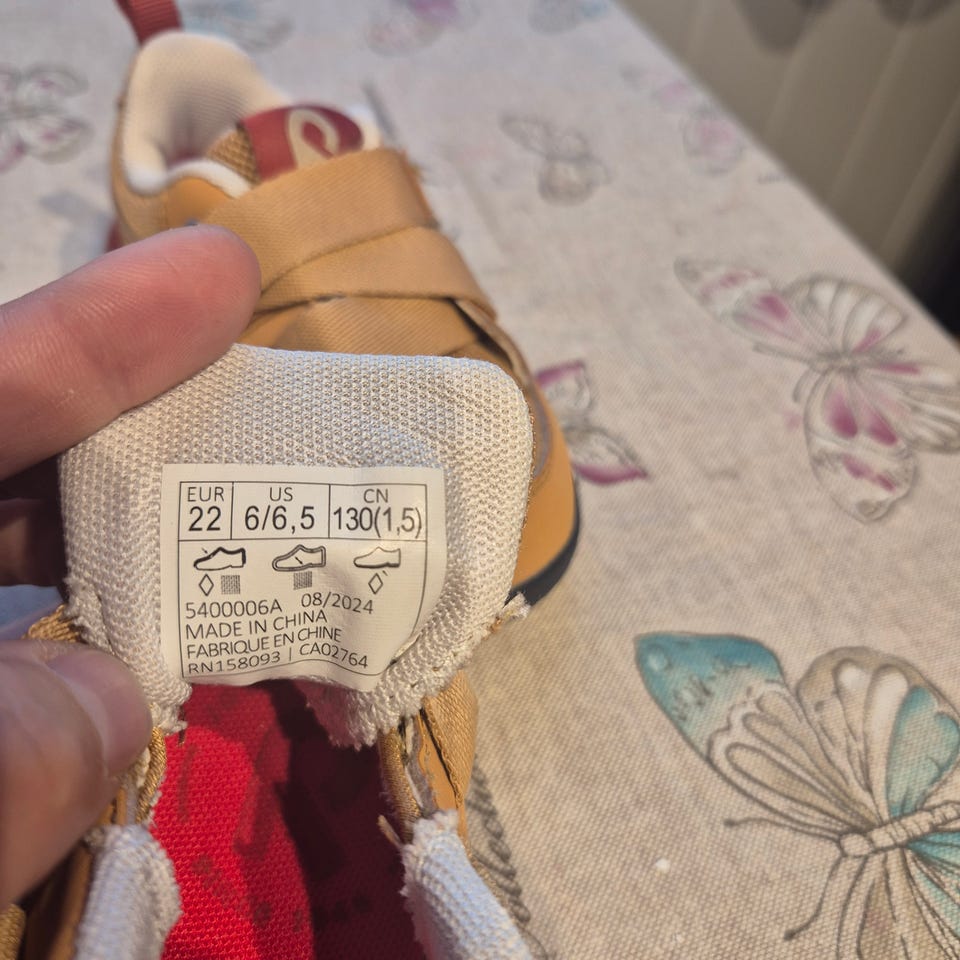 EUR US CN
22 6/6,5 130(1,5)
5400006A 08/2024
MADE IN CHINA
FABRIQUE EN CHINE
RN158093 | CA02764